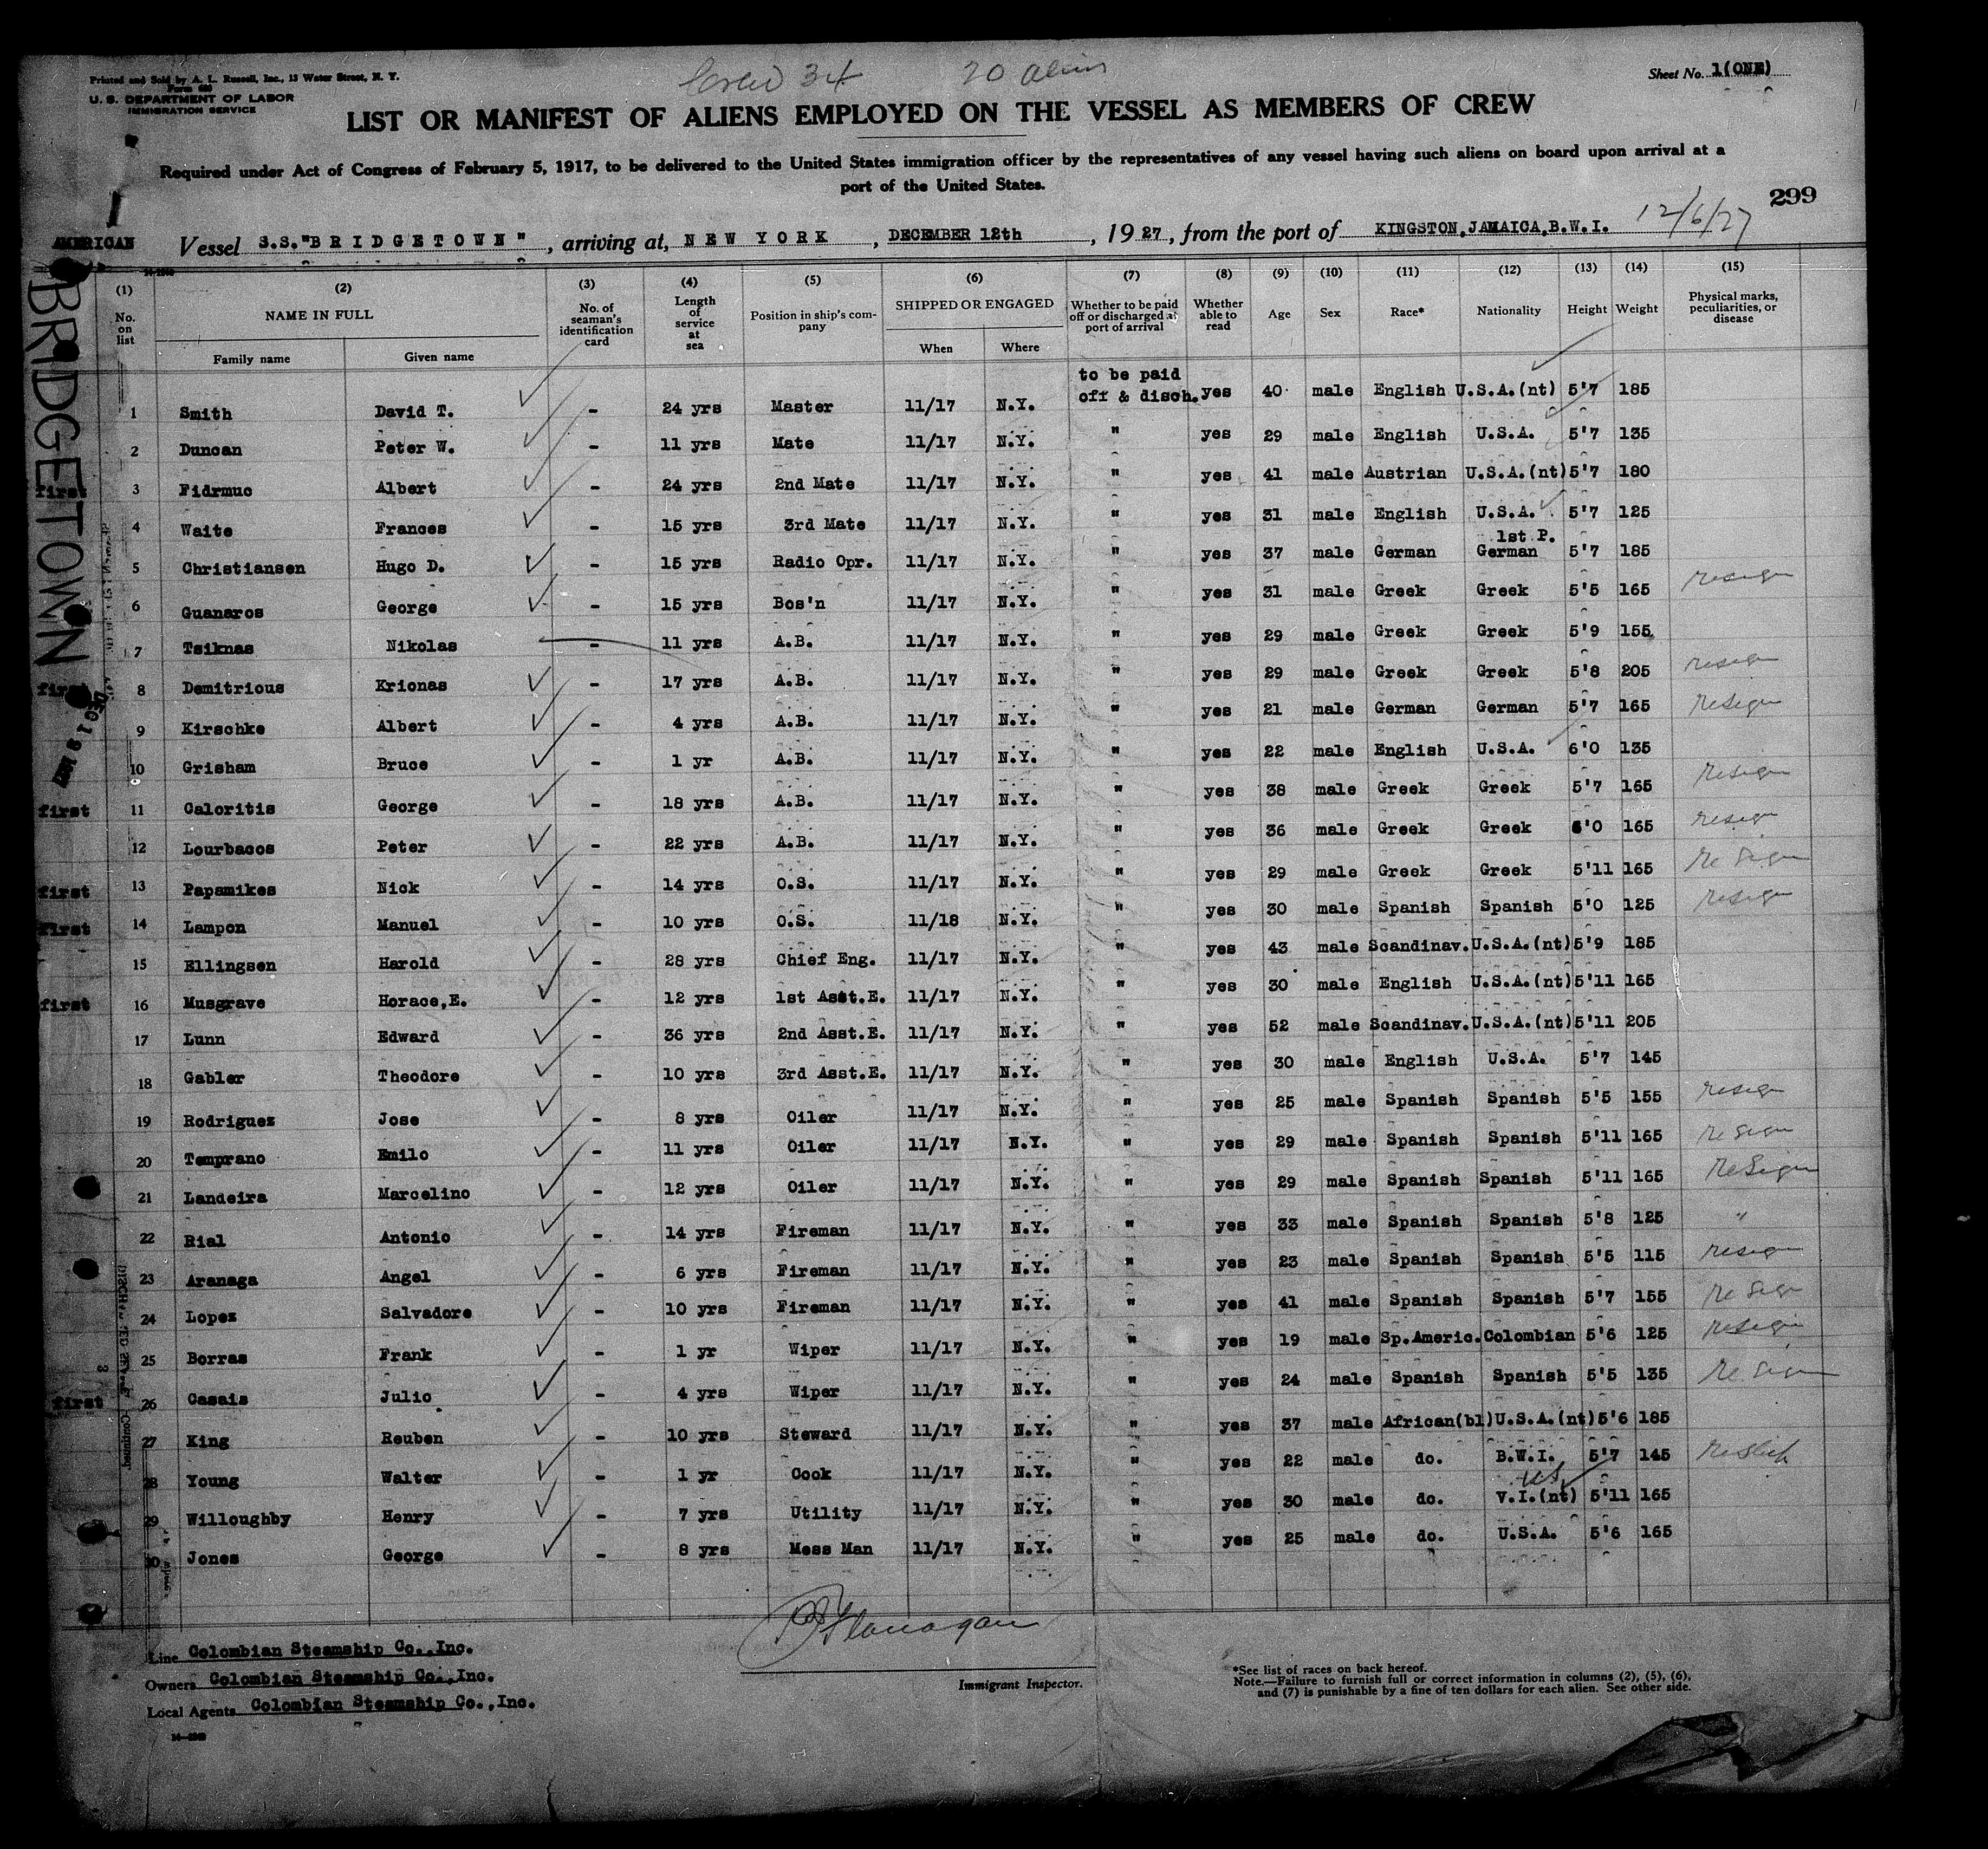 Printed and Sold by A. L. Russell, Inc., 13 Water Street, N. Y.
U. S. DEPARTMENT OF LABOR
IMMIGRATION SERVICE
Crew 34 20 alien
Sheet No. 1(ONE)
LIST OR MANIFEST OF ALIENS EMPLOYED ON THE VESSEL AS MEMBERS OF CREW
Required under Act of Congress of February 5, 1917, to be delivered to the United States immigration officer by the representatives of any vessel having such aliens on board upon arrival at a
port of the United States.
299
12/6/27
AMERICAN Vessel S.S."BRIDGETOWN", arriving at, NEW YORK, DECEMBER 12th, 1927, from the port of KINGSTON,JAMAICA,B.W.I.
BRIDGETOWN
(1) No. on list (2) NAME IN FULL Family name Given name (3) No. of seaman's identification card (4) Length of service at sea (5) Position in ship's company (6) SHIPPED OR ENGAGED When Where (7) Whether to be paid off or discharged at port of arrival (8) Whether able to read (9) Age (10) Sex (11) Race* (12) Nationality (13) Height (14) Weight (15) Physical marks, peculiarities, or disease
1 Smith David T. - 24 yrs Master 11/17 N.Y. to be paid off & disch. yes 40 male English U.S.A.(nt) 5'7 185
2 Duncan Peter W. - 11 yrs Mate 11/17 N.Y. " yes 29 male English U.S.A. 5'7 135
first 3 Fidrmuc Albert - 24 yrs 2nd Mate 11/17 N.Y. " yes 41 male Austrian U.S.A.(nt) 5'7 180
4 Waite Frances - 15 yrs 3rd Mate 11/17 N.Y. " yes 31 male English U.S.A. 5'7 125
5 Christiansen Hugo D. - 15 yrs Radio Opr. 11/17 N.Y. " yes 37 male German 1st P. German 5'7 185
6 Guanaros George - 15 yrs Bos'n 11/17 N.Y. " yes 31 male Greek Greek 5'5 165 resign
7 Tsiknas Nikolas - 11 yrs A.B. 11/17 N.Y. " yes 29 male Greek Greek 5'9 155
first 8 Demitrious Krionas - 17 yrs A.B. 11/17 N.Y. " yes 29 male Greek Greek 5'8 205 resign
9 Kirschke Albert - 4 yrs A.B. 11/17 N.Y. " yes 21 male German German 5'7 165 resign
10 Grisham Bruce - 1 yr A.B. 11/17 N.Y. " yes 22 male English U.S.A. 6'0 135
first 11 Caloritis George - 18 yrs A.B. 11/17 N.Y. " yes 38 male Greek Greek 5'7 165 resign
12 Lourbacos Peter - 22 yrs A.B. 11/17 N.Y. " yes 36 male Greek Greek 6'0 165 resign
first 13 Papamikes Nick - 14 yrs O.S. 11/17 N.Y. " yes 29 male Greek Greek 5'11 165 resign
first 14 Lampon Manuel - 10 yrs O.S. 11/18 N.Y. " yes 30 male Spanish Spanish 5'0 125 resign
15 Ellingsen Harold - 28 yrs Chief Eng. 11/17 N.Y. " yes 43 male Scandinav. U.S.A.(nt) 5'9 185
first 16 Musgrave Horace,E. - 12 yrs 1st Asst.E. 11/17 N.Y. " yes 30 male English U.S.A.(nt) 5'11 165
17 Lunn Edward - 36 yrs 2nd Asst.E. 11/17 N.Y. " yes 52 male Scandinav. U.S.A.(nt) 5'11 205
18 Gabler Theodore - 10 yrs 3rd Asst.E. 11/17 N.Y. " yes 30 male English U.S.A. 5'7 145
19 Rodriguez Jose - 8 yrs Oiler 11/17 N.Y. " yes 25 male Spanish Spanish 5'5 155 resign
20 Temprano Emilo - 11 yrs Oiler 11/17 N.Y. " yes 29 male Spanish Spanish 5'11 165 resign
21 Landeira Marcelino - 12 yrs Oiler 11/17 N.Y. " yes 29 male Spanish Spanish 5'11 165 resign
22 Rial Antonio - 14 yrs Fireman 11/17 N.Y. " yes 33 male Spanish Spanish 5'8 125 "
23 Aranaga Angel - 6 yrs Fireman 11/17 N.Y. " yes 23 male Spanish Spanish 5'5 115 resign
24 Lopez Salvadore - 10 yrs Fireman 11/17 N.Y. " yes 41 male Spanish Spanish 5'7 155 resign
25 Borras Frank - 1 yr Wiper 11/17 N.Y. " yes 19 male Sp.Americ. Colombian 5'6 125 resign
first 26 Casais Julio - 4 yrs Wiper 11/17 N.Y. " yes 24 male Spanish Spanish 5'5 135 resign
27 King Reuben - 10 yrs Steward 11/17 N.Y. " yes 37 male African(bl) U.S.A.(nt) 5'6 185
28 Young Walter - 1 yr Cook 11/17 N.Y. " yes 22 male do. B.W.I. 5'7 145
29 Willoughby Henry - 7 yrs Utility 11/17 N.Y. " yes 30 male do. US V.I.(nt) 5'11 165
30 Jones George - 8 yrs Mess Man 11/17 N.Y. " yes 25 male do. U.S.A. 5'6 165
Flanagan
Immigrant Inspector.
Line Colombian Steamship Co.,Inc.
Owners Colombian Steamship Co.,Inc.
Local Agents Colombian Steamship Co.,Inc.
*See list of races on back hereof.
Note.—Failure to furnish full or correct information in columns (2), (5), (6),
and (7) is punishable by a fine of ten dollars for each alien. See other side.